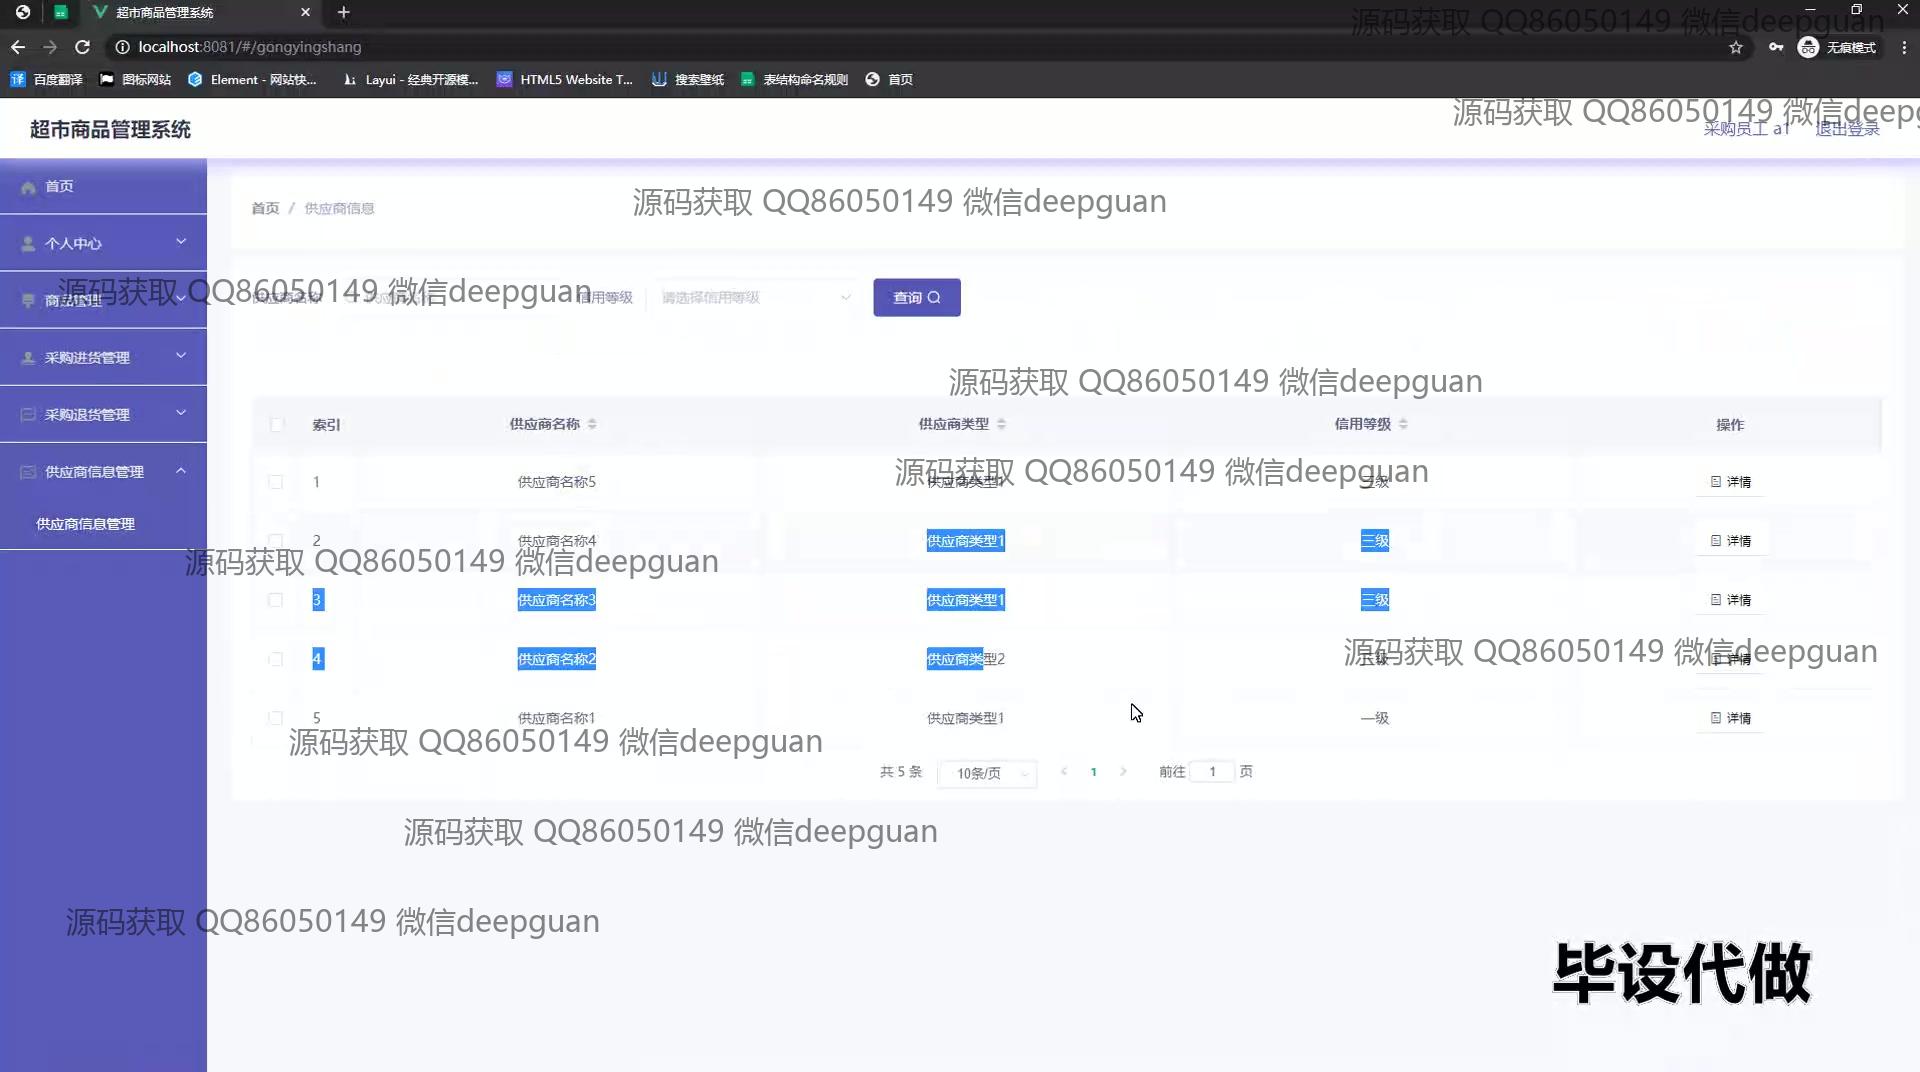 超市商品管理系统
源码获取 QQ86050149 微信deepguan
localhost:8081/#/gongyingshang
无痕模式
百度翻译 图标网站 Element - 网站快... Layui - 经典开源模... HTML5 Website T... 搜索壁纸 表结构命名规则 首页
源码获取 QQ86050149 微信deepg
超市商品管理系统
采购员工 a1 退出登录
首页
首页 / 供应商信息
源码获取 QQ86050149 微信deepguan
个人中心
商品管理
源码获取 QQ86050149 微信deepguan
供应商名称 信用等级 请选择信用等级 查询
采购进货管理
源码获取 QQ86050149 微信deepguan
采购退货管理
索引 供应商名称 供应商类型 信用等级 操作
供应商信息管理
源码获取 QQ86050149 微信deepguan
1 供应商名称5 供应商类型1 详情
供应商信息管理
2 供应商名称4 供应商类型1 三级 详情
源码获取 QQ86050149 微信deepguan
3 供应商名称3 供应商类型1 三级 详情
4 供应商名称2 供应商类型2 详情
源码获取 QQ86050149 微信deepguan
5 供应商名称1 供应商类型1 一级 详情
源码获取 QQ86050149 微信deepguan
共 5 条 10条/页 1 前往 1 页
源码获取 QQ86050149 微信deepguan
源码获取 QQ86050149 微信deepguan
毕设代做